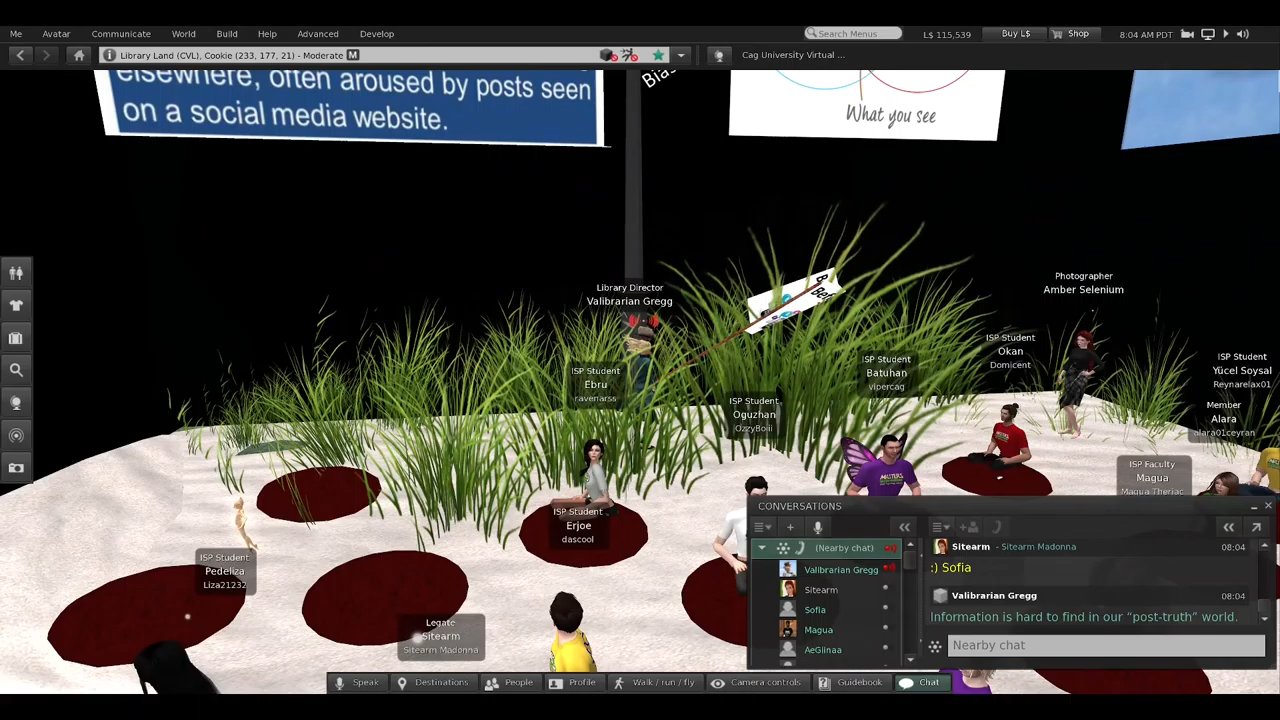 Me Avatar Communicate World Build Help Advanced Develop
Search Menus
L$ 115,539
Buy L$
Shop
8:04 AM PDT
Library Land (CVL), Cookie (233, 177, 21) - Moderate M
Cag University Virtual ...
elsewhere, often aroused by posts seen
on a social media website.
Bias
What you see
Library Director
Valibrarian Gregg
Photographer
Amber Selenium
ISP Student
Ebru
ravenarss
ISP Student
Oguzhan
OzzyBoiii
ISP Student
Batuhan
vipercag
ISP Student
Okan
Domicent
ISP Student
Yücel Soysal
Reynarelax01
Member
Alara
alara01ceyran
ISP Faculty
Magua
Magua Theriac
ISP Student
Erjoe
dascool
ISP Student
Pedeliza
Liza21232
Legate
Sitearm
Sitearm Madonna
CONVERSATIONS
(Nearby chat)
Valibrarian Gregg
Sitearm
Sofia
Magua
AeGiinaa
Sitearm - Sitearm Madonna 08:04
:) Sofia
Valibrarian Gregg 08:04
Information is hard to find in our “post-truth” world.
Nearby chat
Speak Destinations People Profile Walk / run / fly Camera controls Guidebook Chat